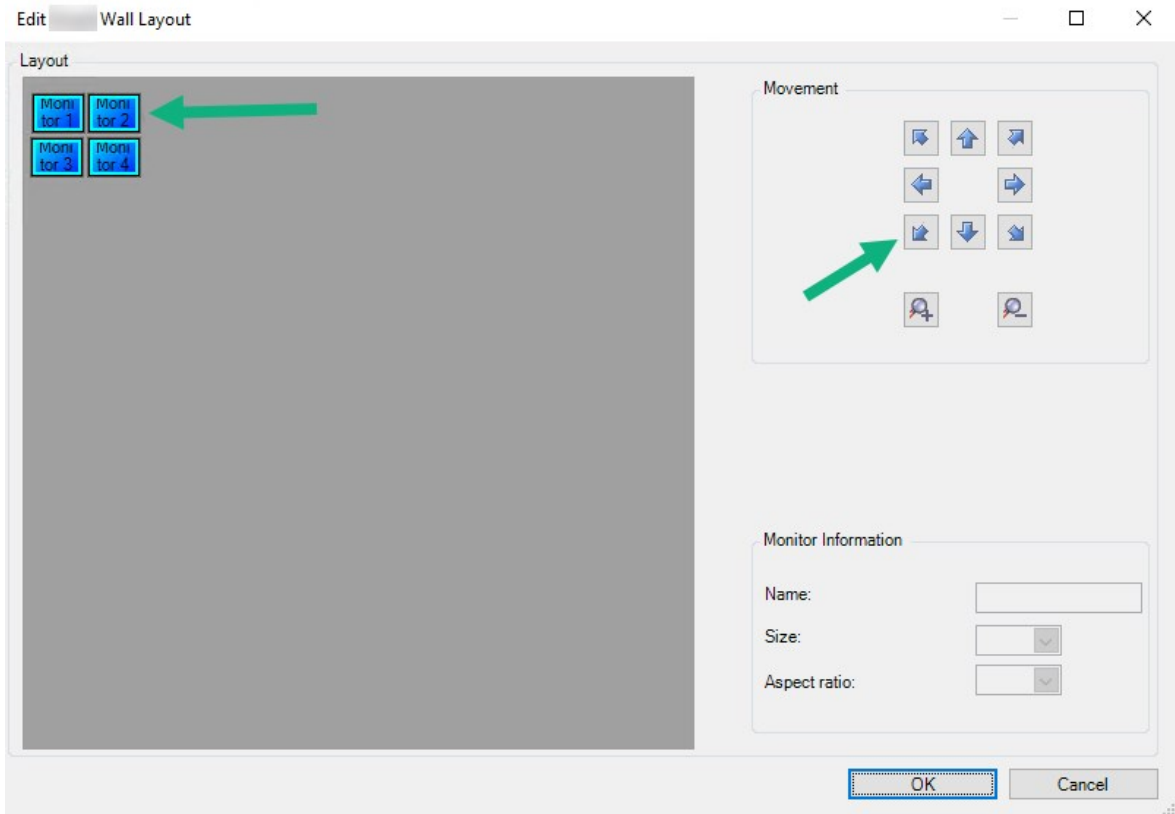 Edit Wall Layout
Layout
Moni
tor 1
Moni
tor 2
Moni
tor 3
Moni
tor 4
Movement
Monitor Information
Name:
Size:
Aspect ratio:
OK
Cancel